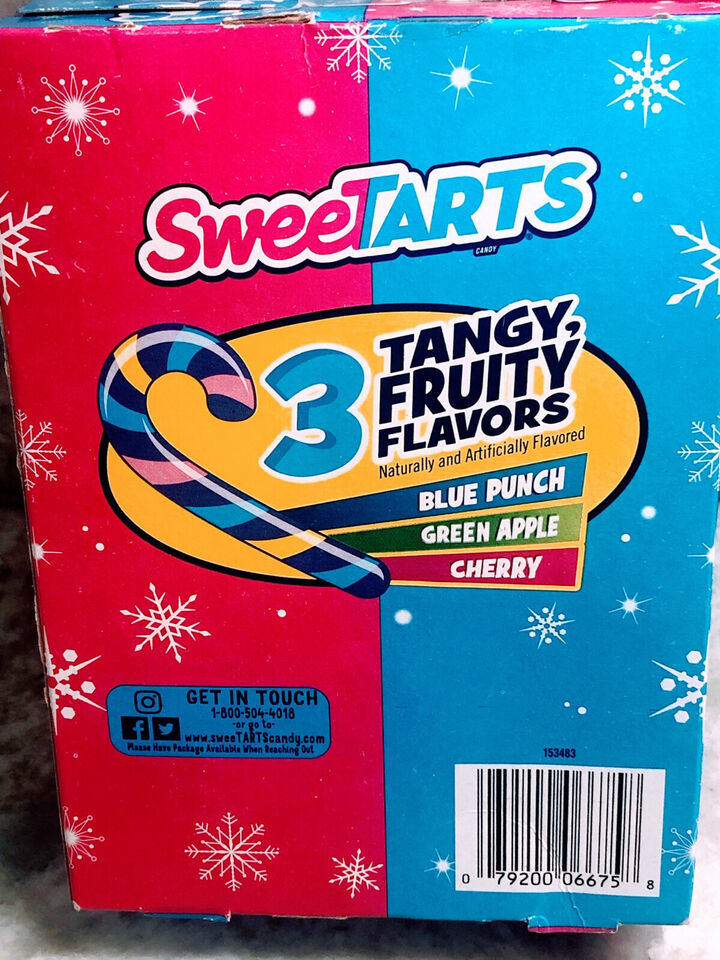 SweeTARTS
CANDY
3
TANGY,
FRUITY
FLAVORS
Naturally and Artificially Flavored
BLUE PUNCH
GREEN APPLE
CHERRY
GET IN TOUCH
1-800-504-4018
-or go to-
www.sweeTARTScandy.com
Please Have Package Available When Reaching Out
153483
0 79200 06675 8